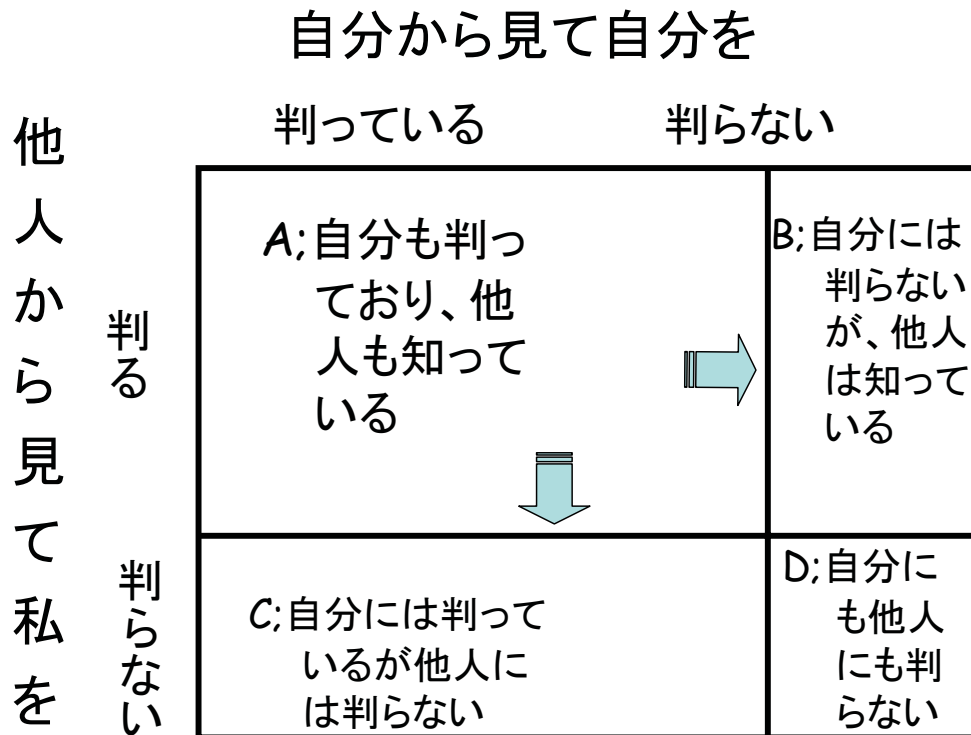 自分から見て自分を
判っている
判らない
他人から見て私を
判る
A;自分も判っ
ており、他
人も知って
いる
B;自分には
判らない
が、他人
は知って
いる
判らない
C;自分には判って
いるが他人に
は判らない
D;自分に
も他人
にも判
らない